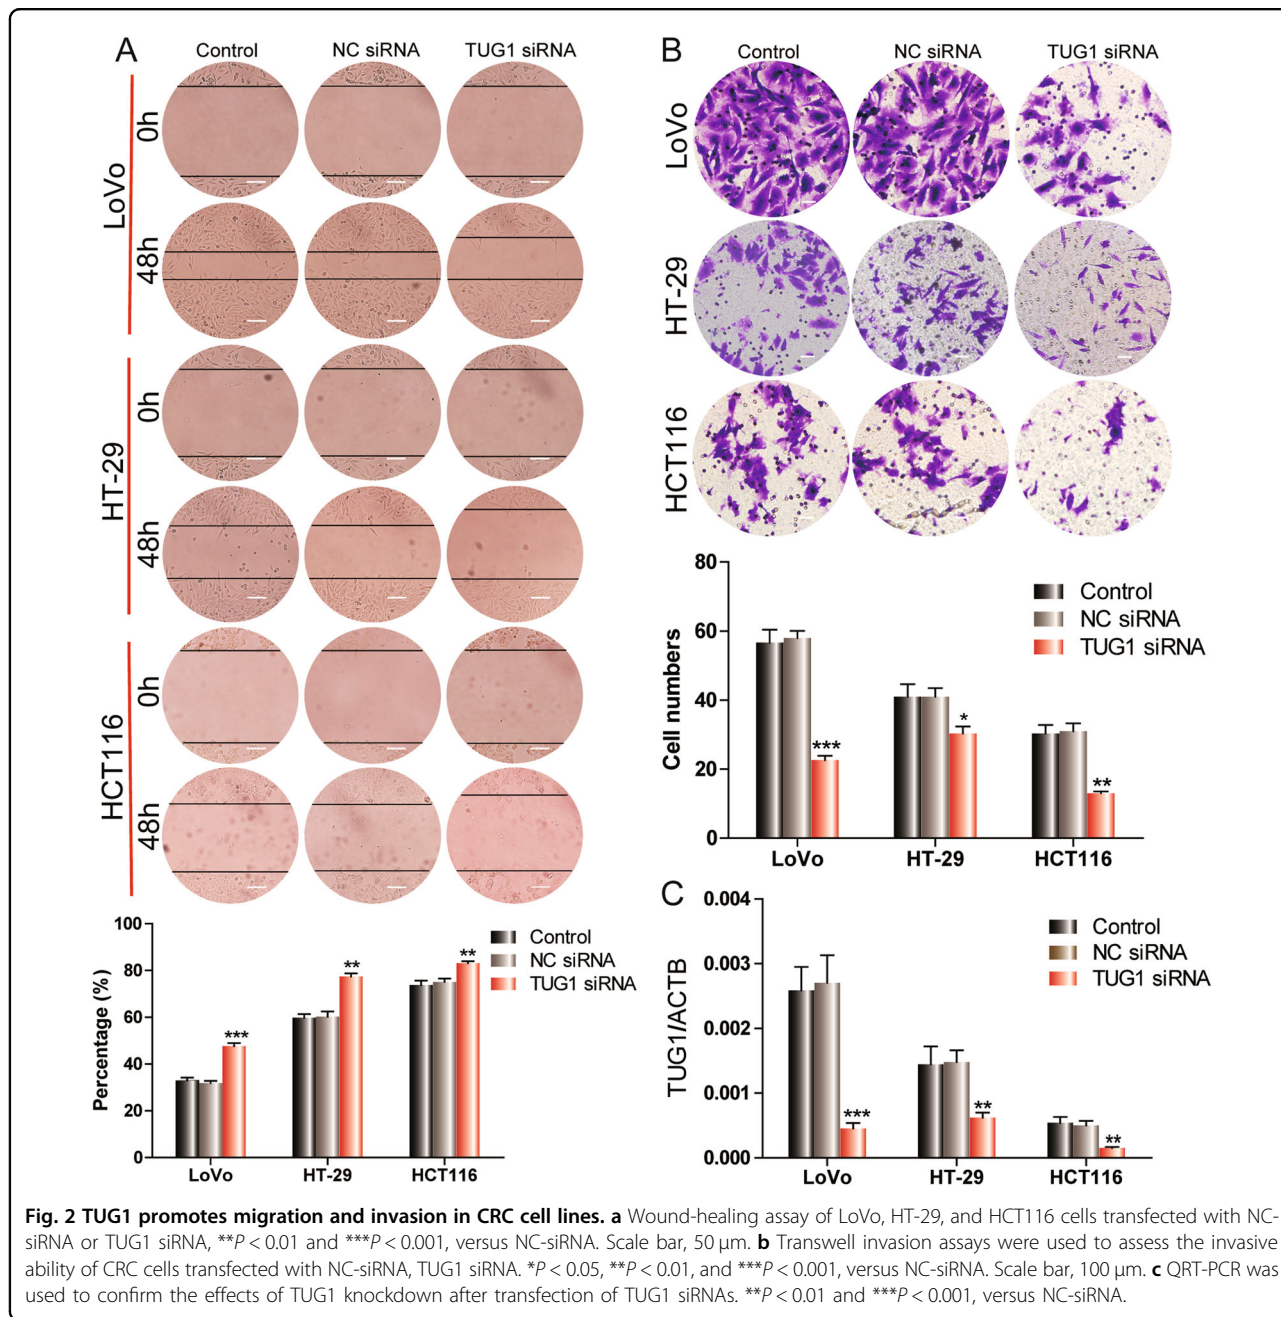 A
Control NC siRNA TUG1 siRNA
LoVo
0h
48h
HT-29
0h
48h
HCT116
0h
48h
Percentage (%)
100
80
60
40
20
0
***
**
**
LoVo HT-29 HCT116
Control
NC siRNA
TUG1 siRNA
B
Control NC siRNA TUG1 siRNA
LoVo
HT-29
HCT116
Cell numbers
80
60
40
20
0
***
*
**
LoVo HT-29 HCT116
Control
NC siRNA
TUG1 siRNA
C
TUG1/ACTB
0.004
0.003
0.002
0.001
0.000
***
**
**
LoVo HT-29 HCT116
Control
NC siRNA
TUG1 siRNA
Fig. 2 TUG1 promotes migration and invasion in CRC cell lines. a Wound-healing assay of LoVo, HT-29, and HCT116 cells transfected with NC-
siRNA or TUG1 siRNA, **P < 0.01 and ***P < 0.001, versus NC-siRNA. Scale bar, 50 μm. b Transwell invasion assays were used to assess the invasive
ability of CRC cells transfected with NC-siRNA, TUG1 siRNA. *P < 0.05, **P < 0.01, and ***P < 0.001, versus NC-siRNA. Scale bar, 100 μm. c QRT-PCR was
used to confirm the effects of TUG1 knockdown after transfection of TUG1 siRNAs. **P < 0.01 and ***P < 0.001, versus NC-siRNA.